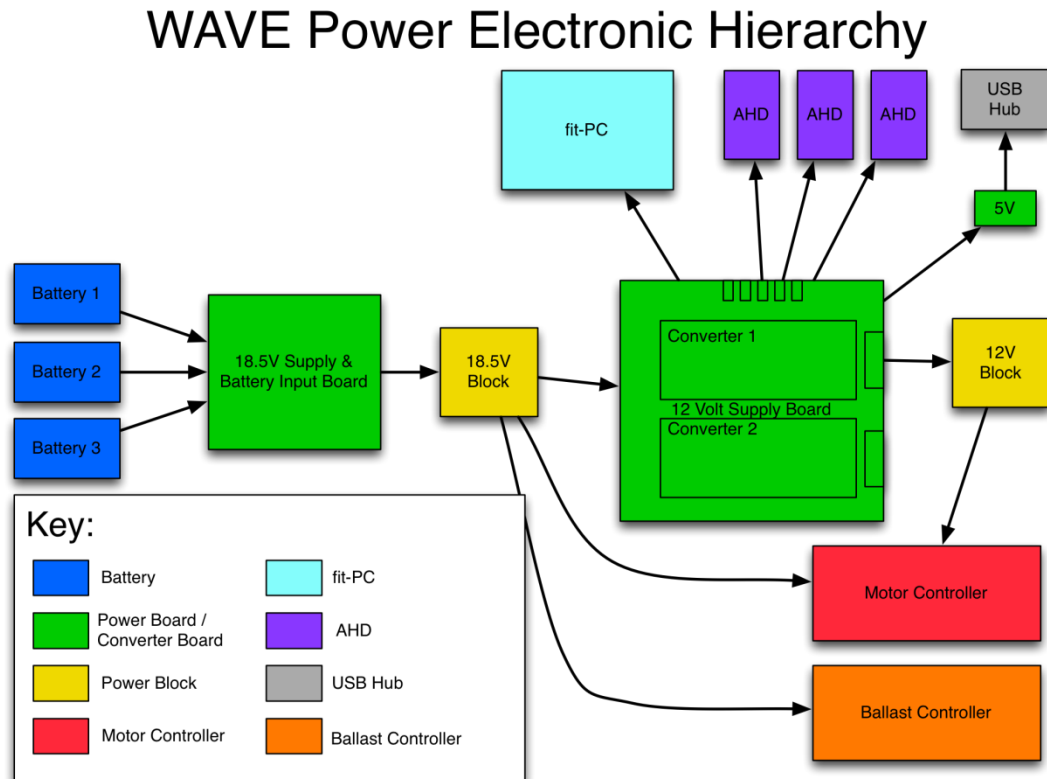 WAVE Power Electronic Hierarchy
fit-PC
AHD
AHD
AHD
USB
Hub
5V
Battery 1
Battery 2
Battery 3
18.5V Supply &
Battery Input Board
18.5V
Block
Converter 1
12 Volt Supply Board
Converter 2
12V
Block
Motor Controller
Ballast Controller
Key:
Battery
Power Board /
Converter Board
Power Block
Motor Controller
fit-PC
AHD
USB Hub
Ballast Controller